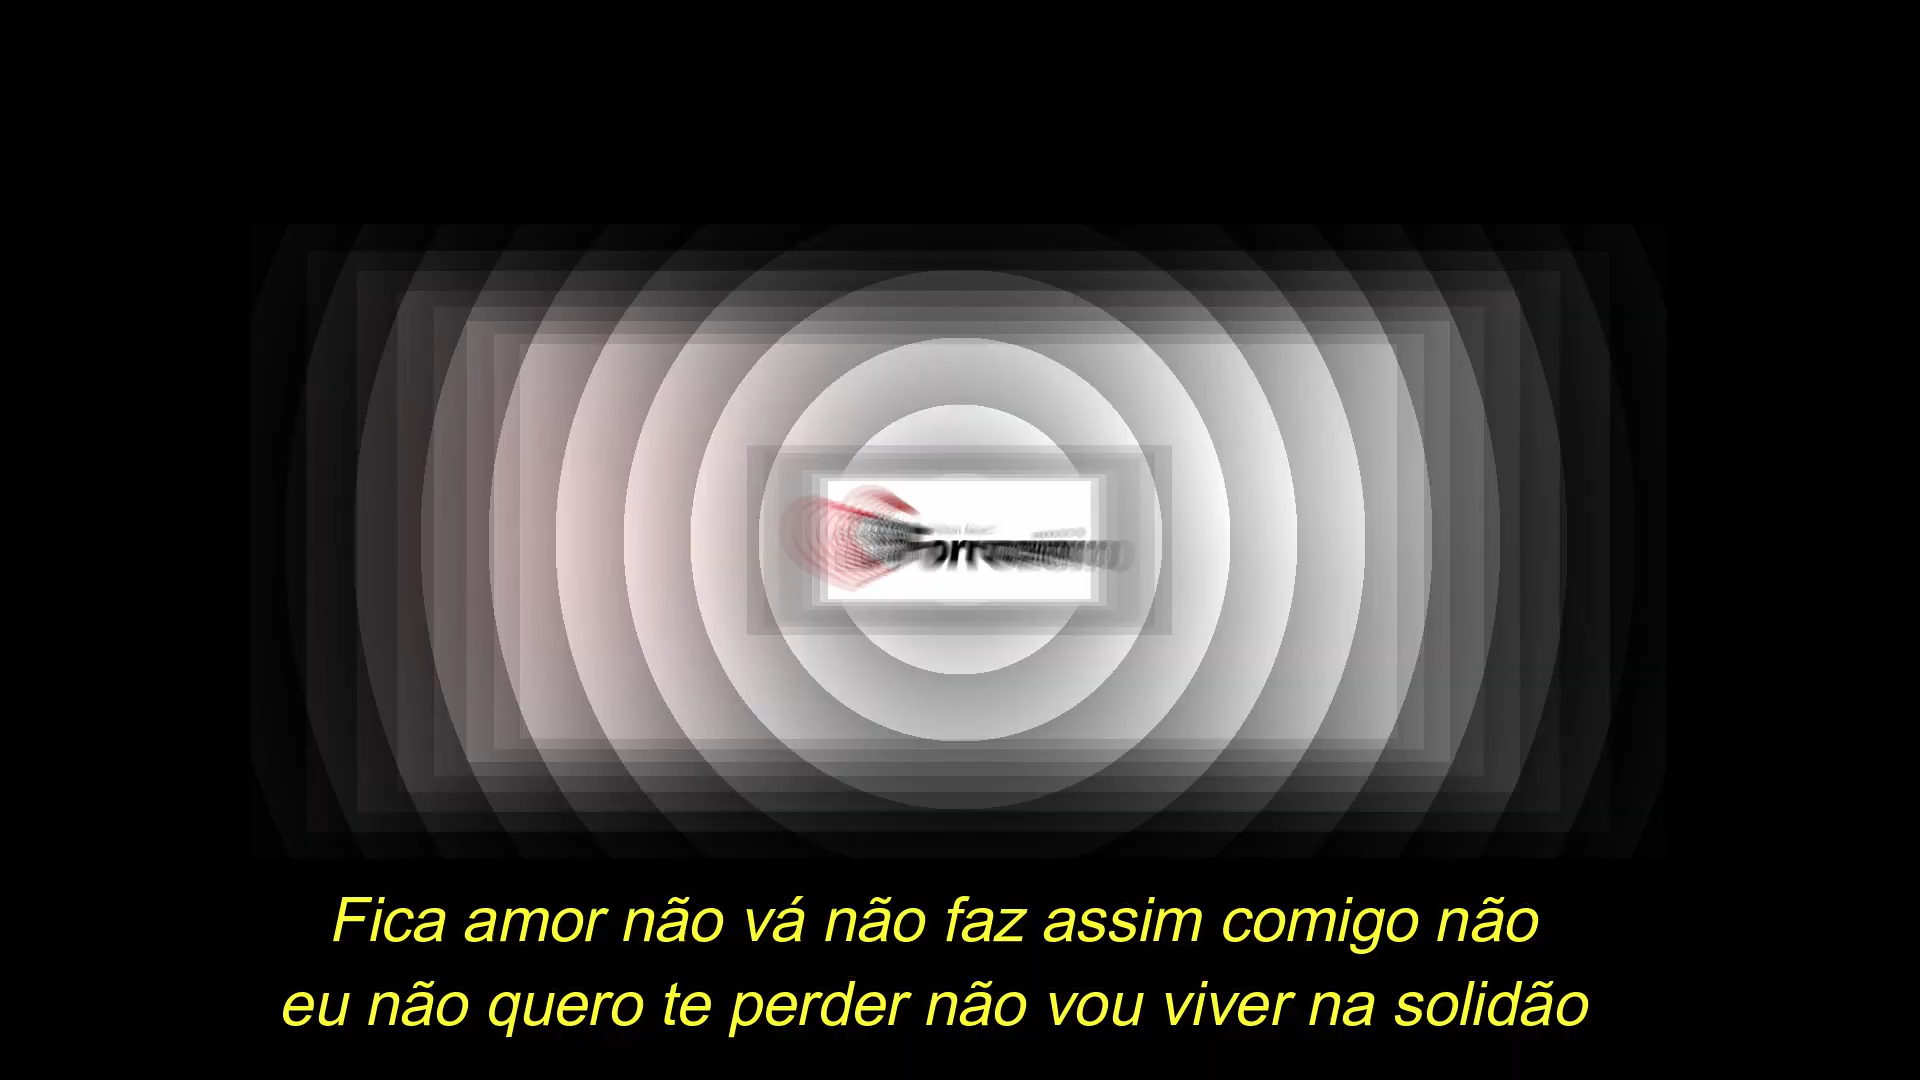 Fica amor não vá não faz assim comigo não
eu não quero te perder não vou viver na solidão